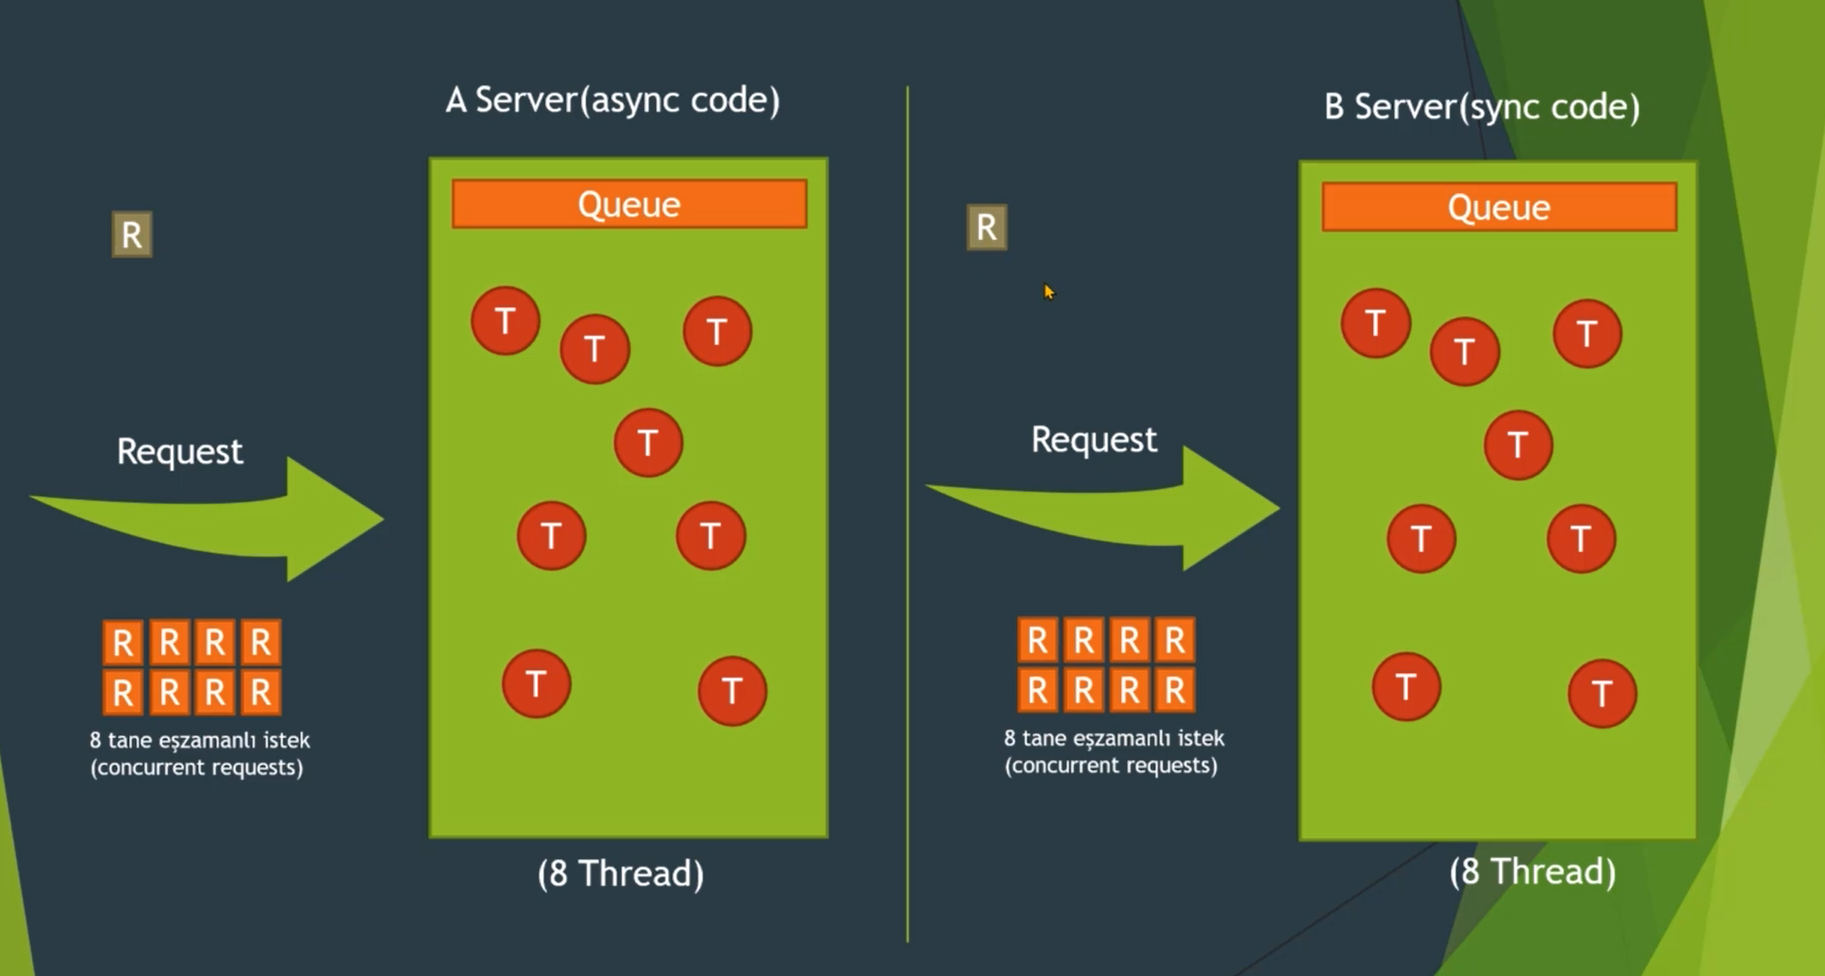 A Server(async code)
Queue
R
T
T
T
T
Request
T
T
R R R R
R R R R
T
T
8 tane eşzamanlı istek
(concurrent requests)
(8 Thread)
B Server(sync code)
Queue
R
T
T
T
T
Request
T
T
R R R R
R R R R
T
T
8 tane eşzamanlı istek
(concurrent requests)
(8 Thread)